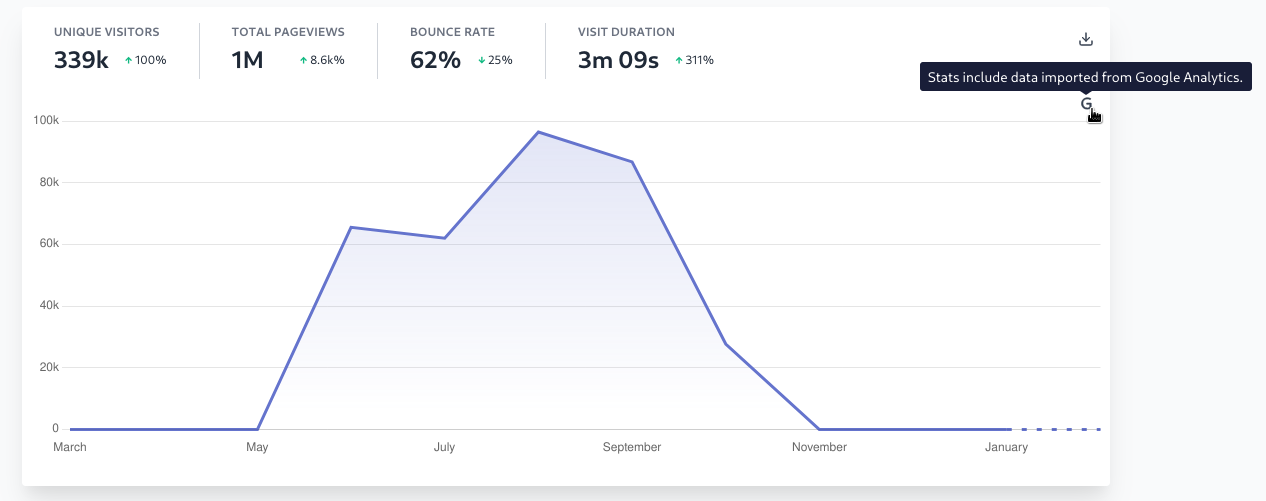 UNIQUE VISITORS
339k ↑ 100%
TOTAL PAGEVIEWS
1M ↑ 8.6k%
BOUNCE RATE
62% ↓ 25%
VISIT DURATION
3m 09s ↑ 311%
Stats include data imported from Google Analytics.
G
100k
80k
60k
40k
20k
0
March May July September November January